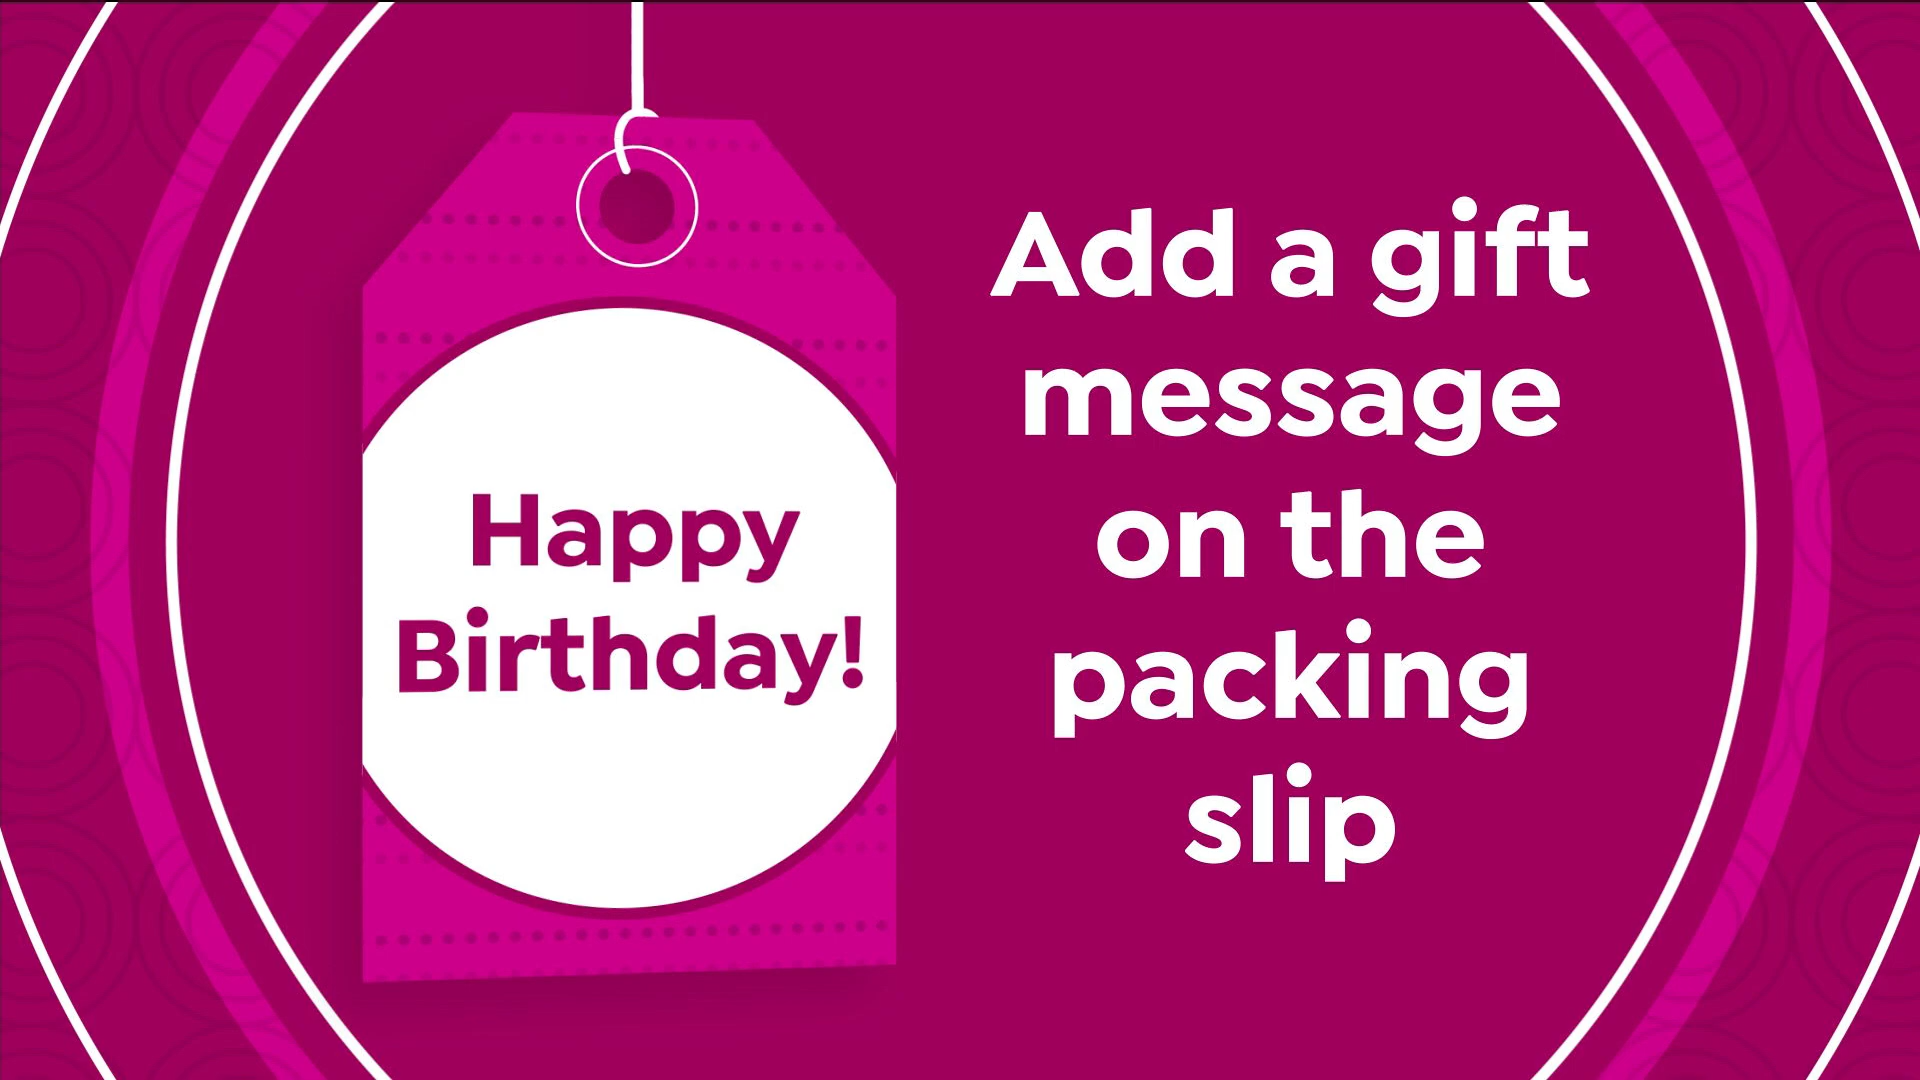 Happy
Birthday!
Add a gift
message
on the
packing
slip